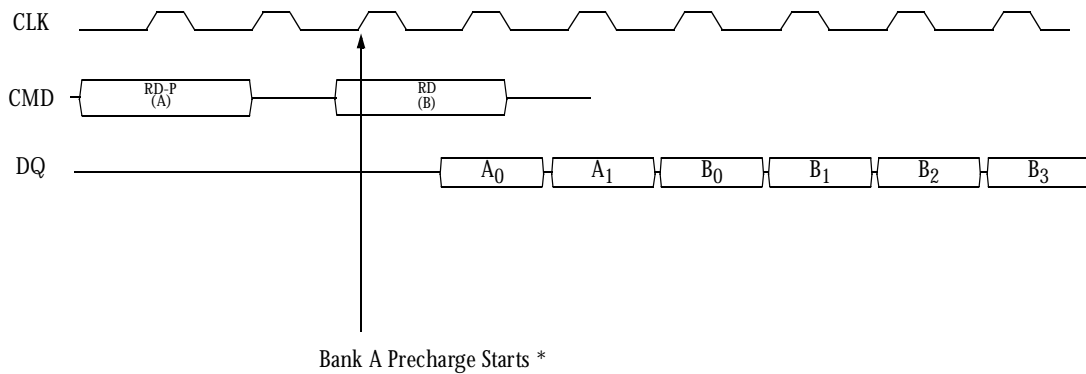 CLK
CMD
RD-P
(A)
RD
(B)
DQ
A0
A1
B0
B1
B2
B3
Bank A Precharge Starts *